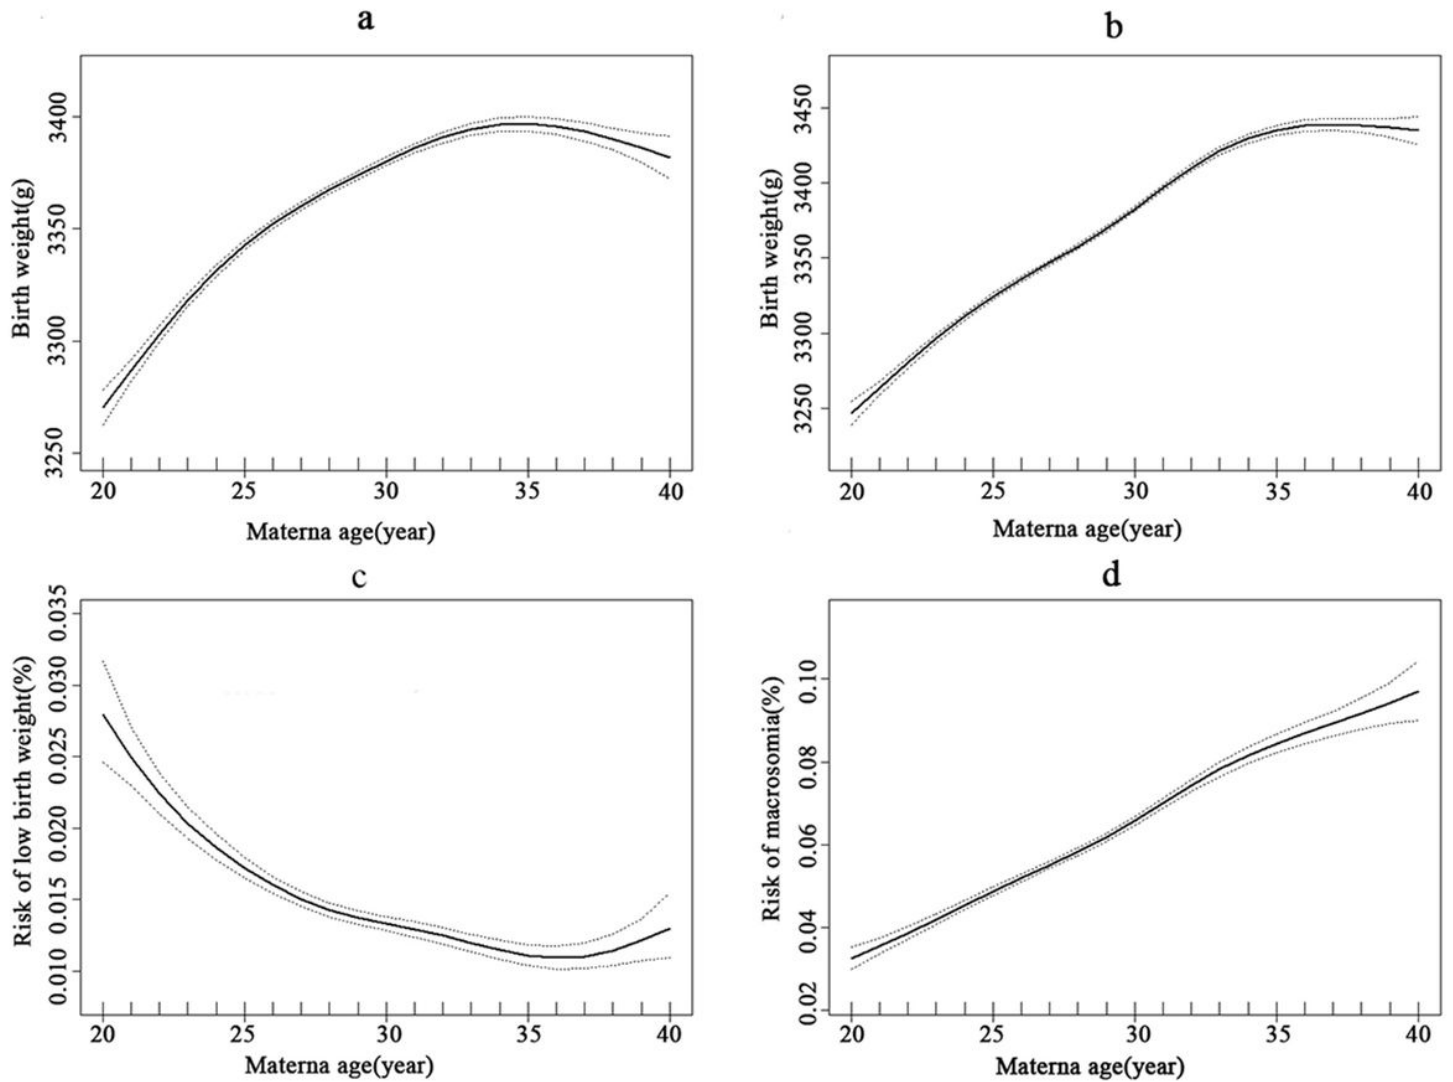 a
3400
3350
3300
3250
Birth weight(g)
20 25 30 35 40
Materna age(year)
b
3450
3400
3350
3300
3250
Birth weight(g)
20 25 30 35 40
Materna age(year)
c
0.035
0.030
0.025
0.020
0.015
0.010
Risk of low birth weight(%)
20 25 30 35 40
Materna age(year)
d
0.10
0.08
0.06
0.04
0.02
Risk of macrosomia(%)
20 25 30 35 40
Materna age(year)